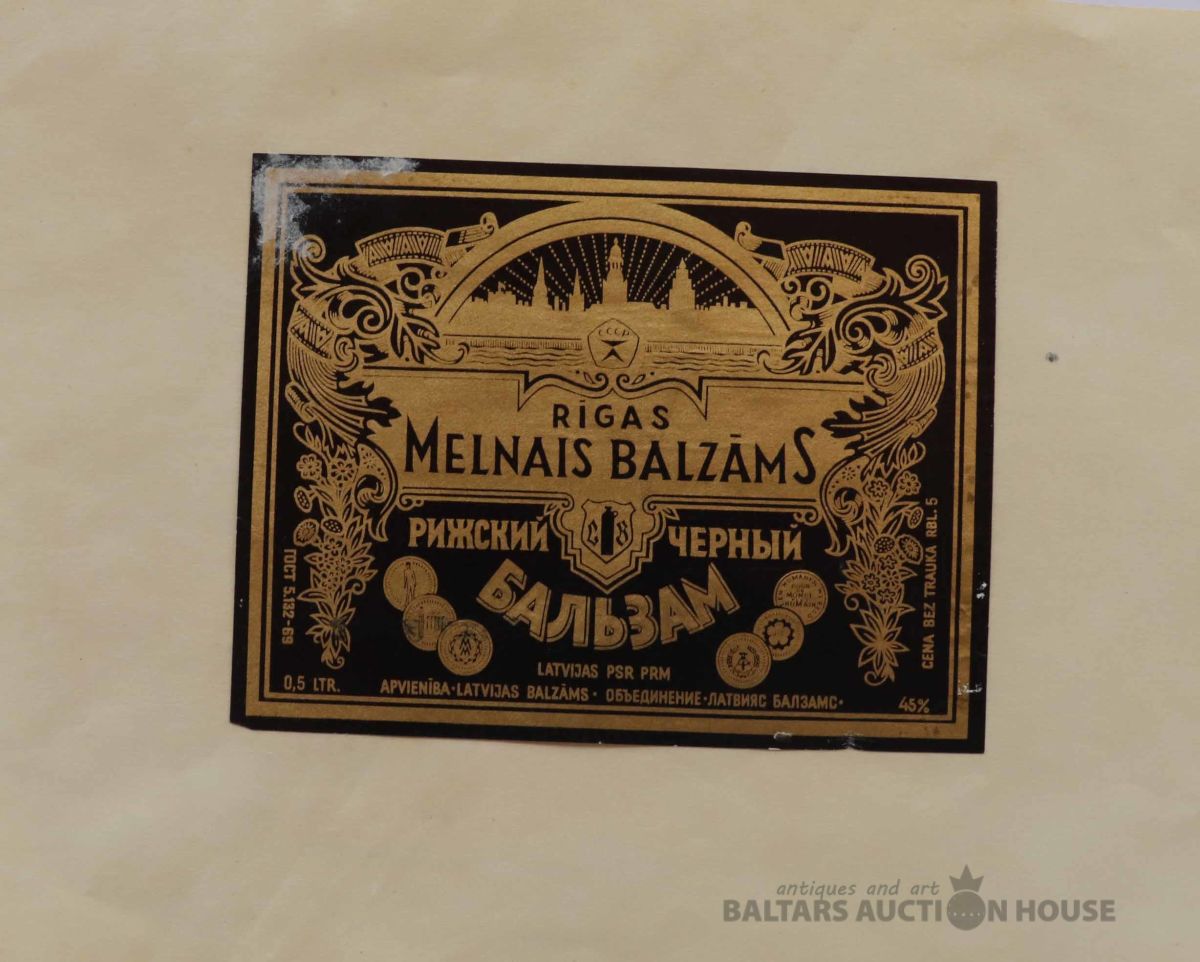 СССР
RĪGAS
MELNAIS BALZĀMS
РИЖСКИЙ ЧЕРНЫЙ
БАЛЬЗАМ
ГОСТ 5.132-69
CENA BEZ TRAUKA RBL. 5
LATVIJAS PSR PRM
0,5 LTR.
APVIENĪBA·LATVIJAS BALZĀMS· ОБЪЕДИНЕНИЕ·ЛАТВИЯС БАЛЗАМС·
45%
antiques and art
BALTARS AUCTION HOUSE